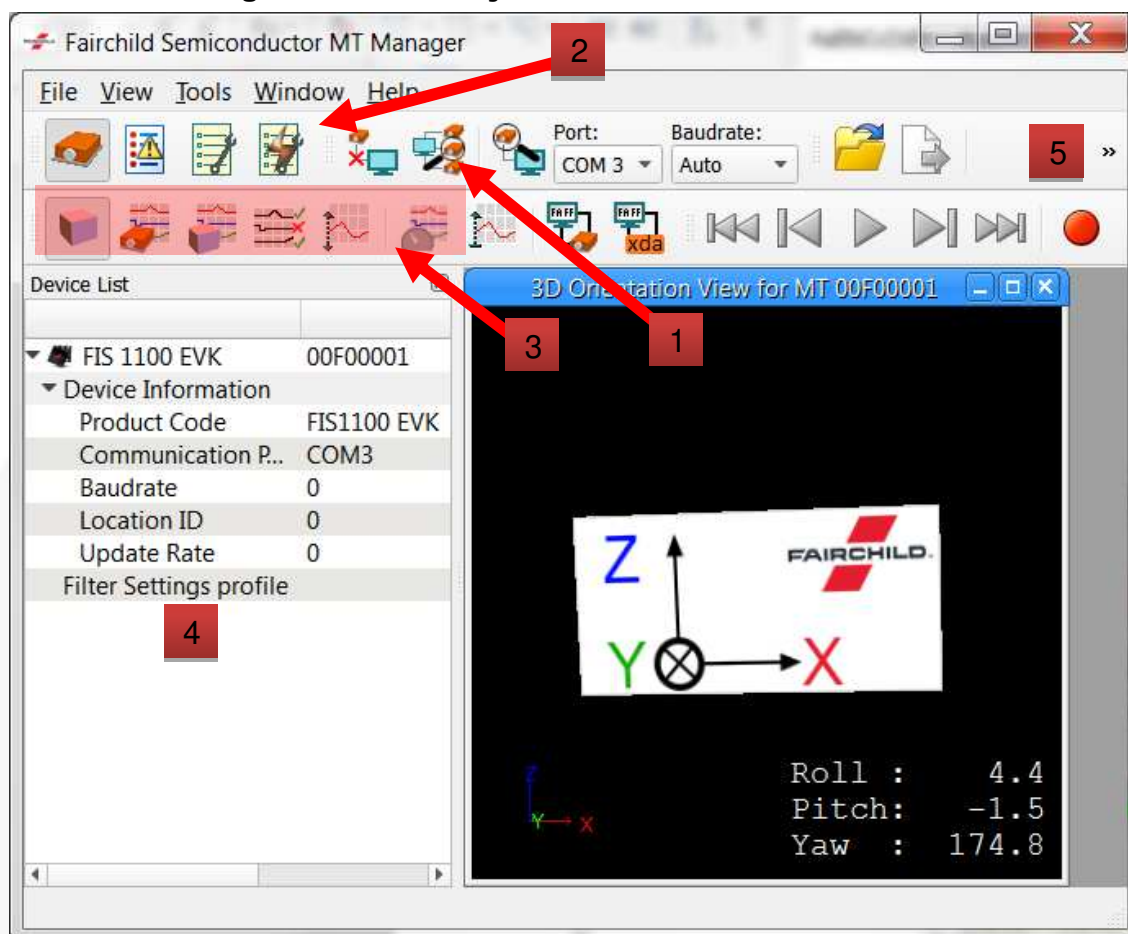 Fairchild Semiconductor MT Manager
2
File View Tools Window Help
Port: Baudrate:
COM 3 Auto
5
»
FAFF FAFF
xda
Device List
3D Orientation View for MT 00F00001
3
1
FIS 1100 EVK 00F00001
Device Information
Product Code FIS1100 EVK
Communication P... COM3
Baudrate 0
Location ID 0
Update Rate 0
Filter Settings profile
4
Z
FAIRCHILD.
Y X
Z
Y X
Roll : 4.4
Pitch: -1.5
Yaw : 174.8